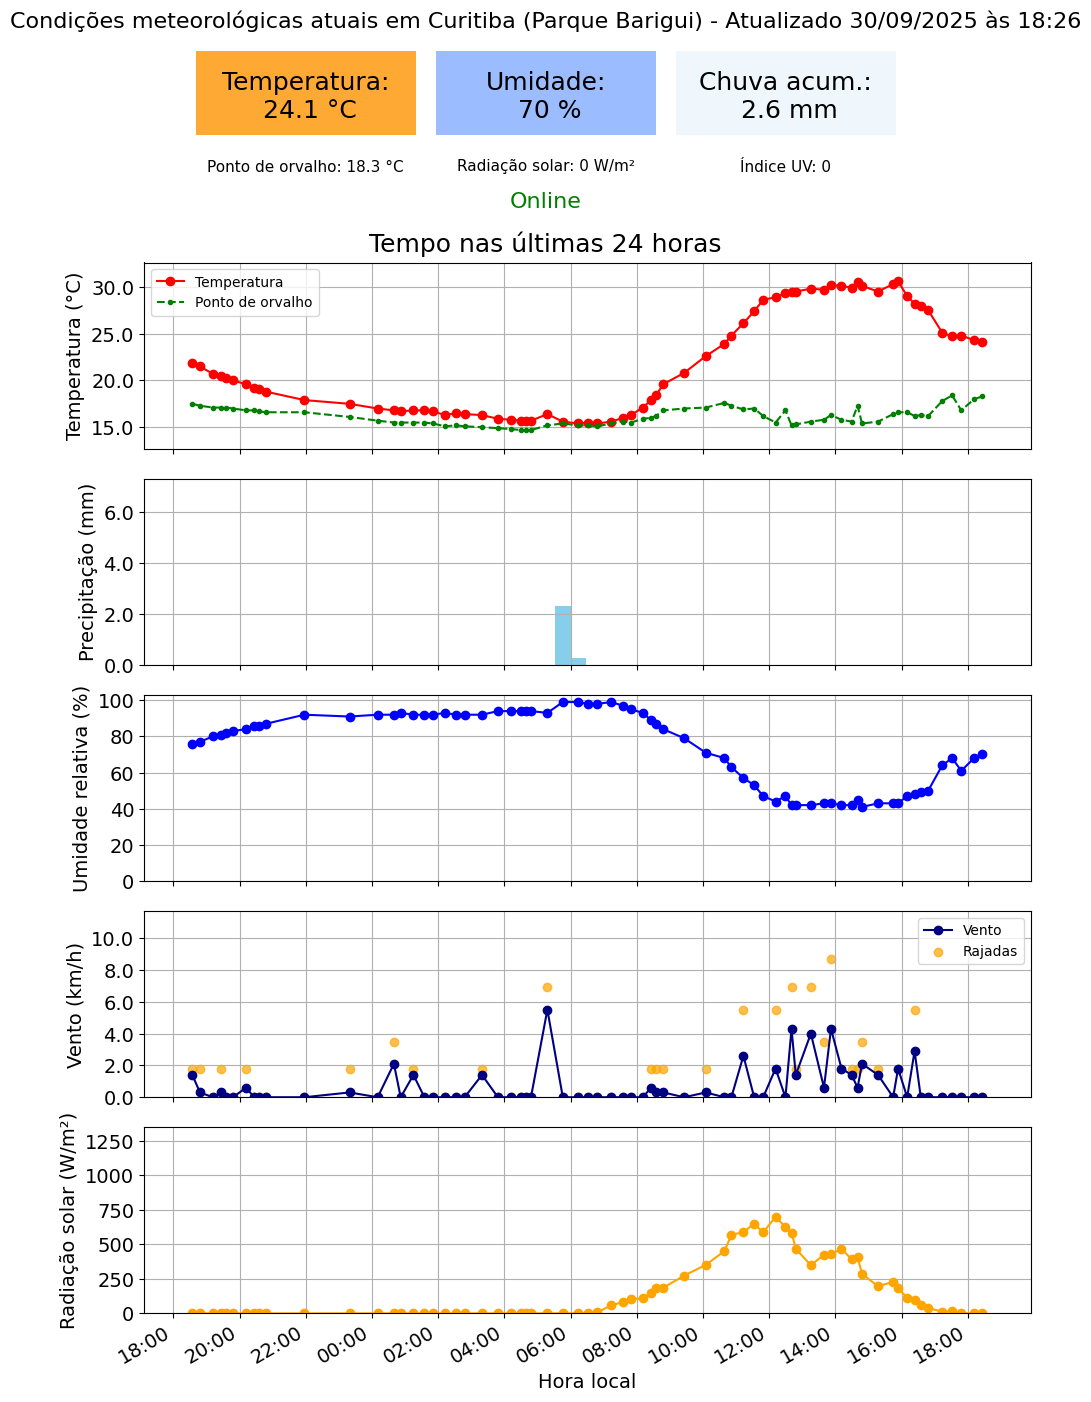 Condições meteorológicas atuais em Curitiba (Parque Barigui) - Atualizado 30/09/2025 às 18:26
Temperatura:
24.1 °C
Umidade:
70 %
Chuva acum.:
2.6 mm
Ponto de orvalho: 18.3 °C
Radiação solar: 0 W/m²
Índice UV: 0
Online
Tempo nas últimas 24 horas
Temperatura (°C)
30.0
25.0
20.0
15.0
Temperatura
Ponto de orvalho
Precipitação (mm)
6.0
4.0
2.0
0.0
Umidade relativa (%)
100
80
60
40
20
0
Vento (km/h)
10.0
8.0
6.0
4.0
2.0
0.0
Vento
Rajadas
Radiação solar (W/m²)
1250
1000
750
500
250
0
18:00
20:00
22:00
00:00
02:00
04:00
06:00
08:00
10:00
12:00
14:00
16:00
18:00
Hora local